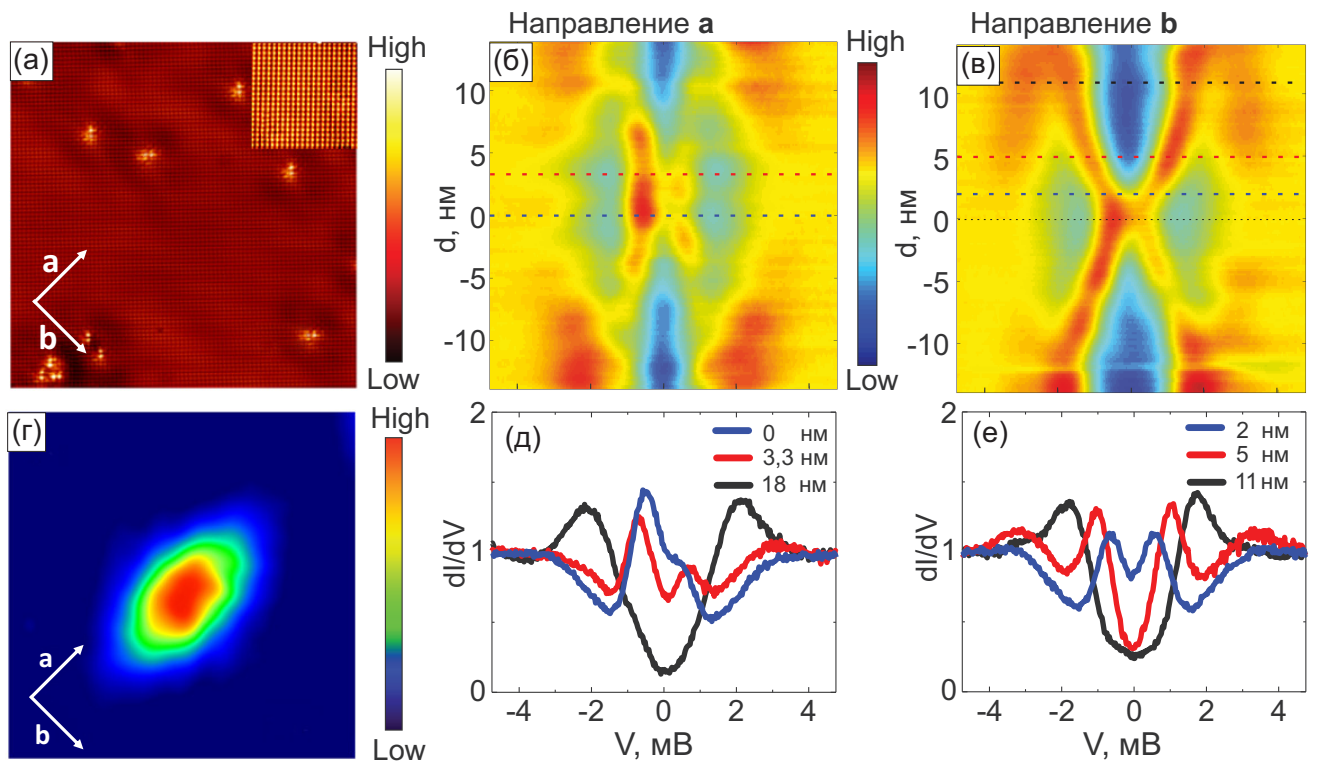 Направление a
Направление b
(а)
High
Low
a
b
(б)
d, нм
10
5
0
-5
-10
High
Low
(в)
d, нм
10
5
0
-5
-10
(г)
High
Low
a
b
(д)
0 нм
3,3 нм
18 нм
dI/dV
2
1
0
-4 -2 0 2 4
V, мВ
(е)
2 нм
5 нм
11 нм
dI/dV
2
1
0
-4 -2 0 2 4
V, мВ